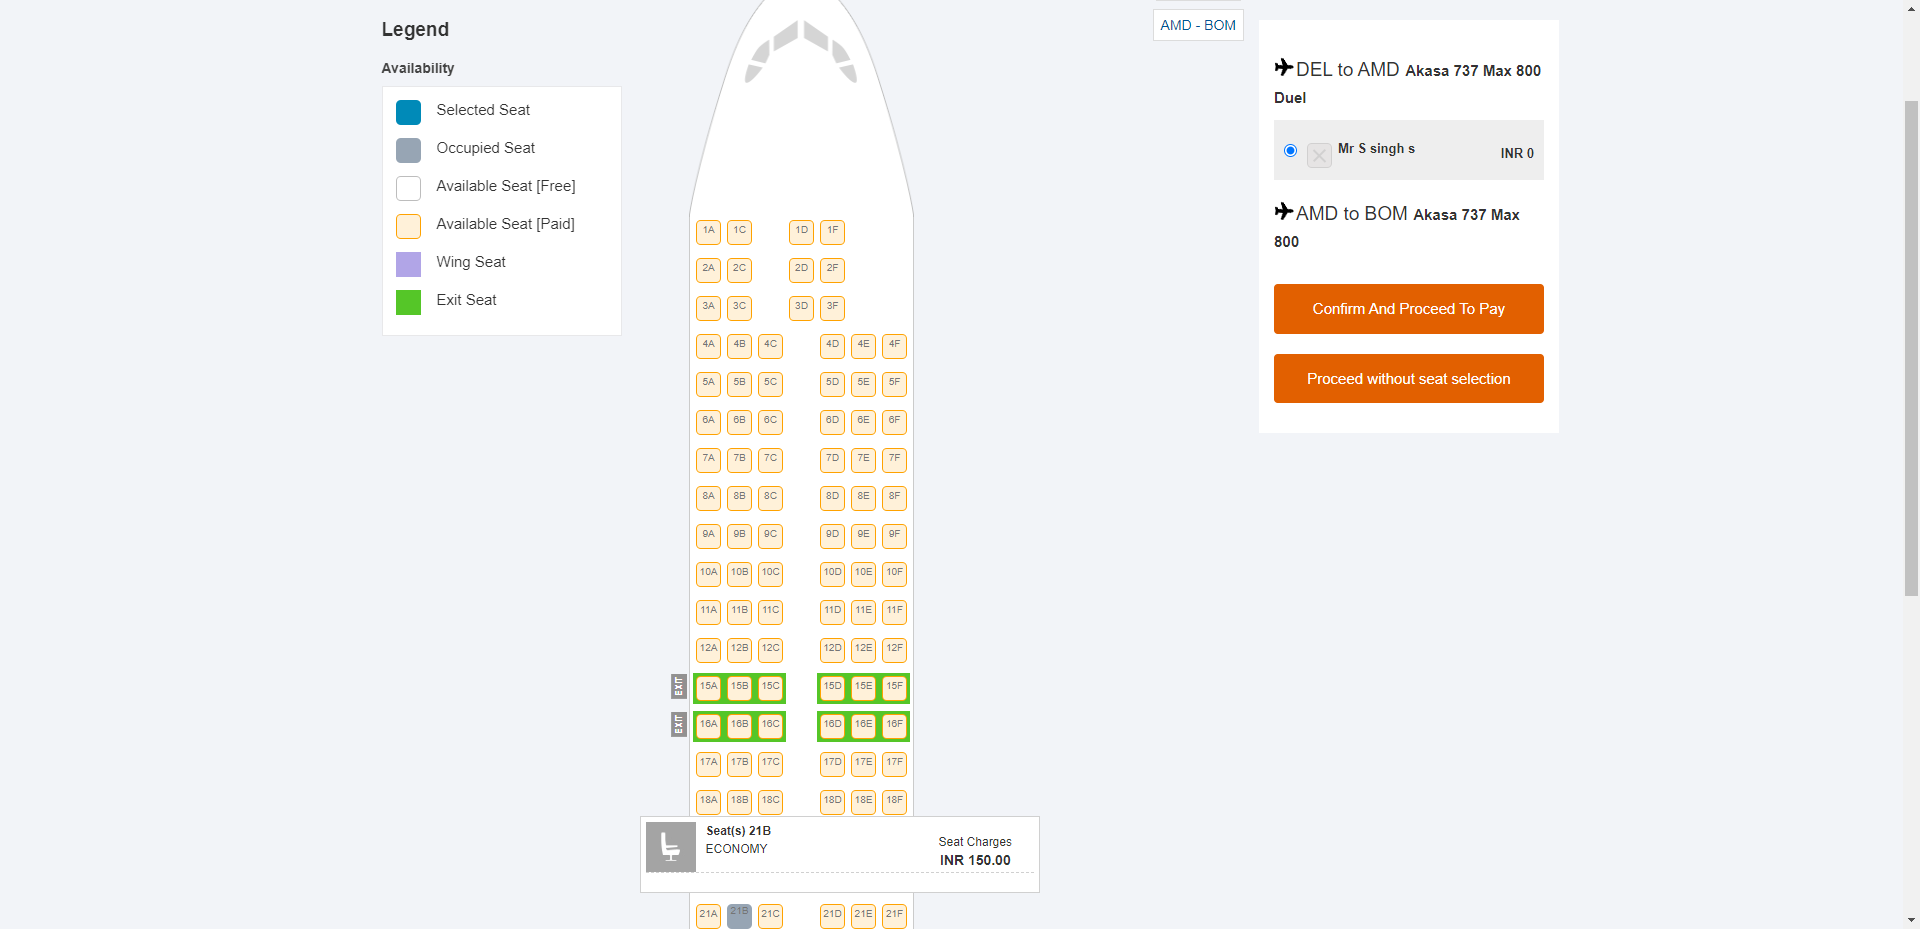 Legend
Availability
Selected Seat
Occupied Seat
Available Seat [Free]
Available Seat [Paid]
Wing Seat
Exit Seat
1A 1C 1D 1F
2A 2C 2D 2F
3A 3C 3D 3F
4A 4B 4C 4D 4E 4F
5A 5B 5C 5D 5E 5F
6A 6B 6C 6D 6E 6F
7A 7B 7C 7D 7E 7F
8A 8B 8C 8D 8E 8F
9A 9B 9C 9D 9E 9F
10A 10B 10C 10D 10E 10F
11A 11B 11C 11D 11E 11F
12A 12B 12C 12D 12E 12F
EXIT 15A 15B 15C 15D 15E 15F
EXIT 16A 16B 16C 16D 16E 16F
17A 17B 17C 17D 17E 17F
18A 18B 18C 18D 18E 18F
Seat(s) 21B
ECONOMY
Seat Charges
INR 150.00
21A 21B 21C 21D 21E 21F
AMD - BOM
DEL to AMD Akasa 737 Max 800
Duel
Mr S singh s INR 0
AMD to BOM Akasa 737 Max
800
Confirm And Proceed To Pay
Proceed without seat selection